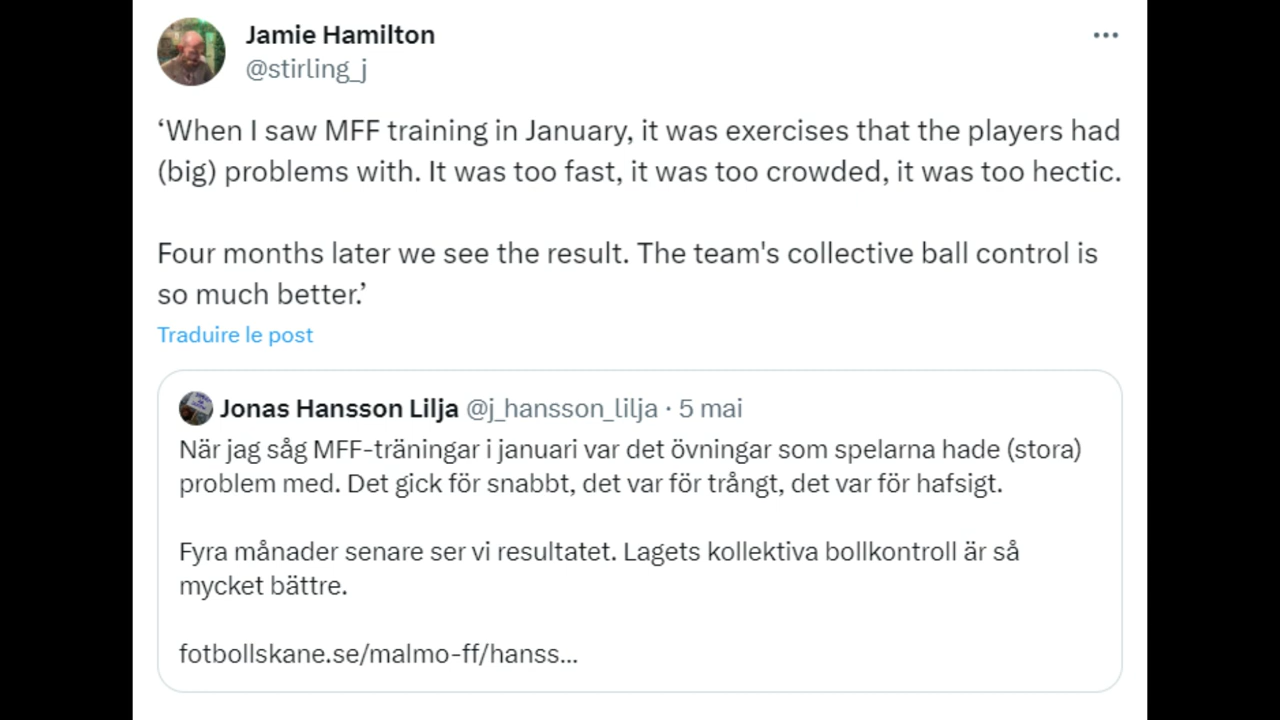 Jamie Hamilton
@stirling_j
‘When I saw MFF training in January, it was exercises that the players had
(big) problems with. It was too fast, it was too crowded, it was too hectic.
Four months later we see the result. The team's collective ball control is
so much better.’
Traduire le post
Jonas Hansson Lilja @j_hansson_lilja · 5 mai
När jag såg MFF-träningar i januari var det övningar som spelarna hade (stora)
problem med. Det gick för snabbt, det var för trångt, det var för hafsigt.
Fyra månader senare ser vi resultatet. Lagets kollektiva bollkontroll är så
mycket bättre.
fotbollskane.se/malmo-ff/hanss...